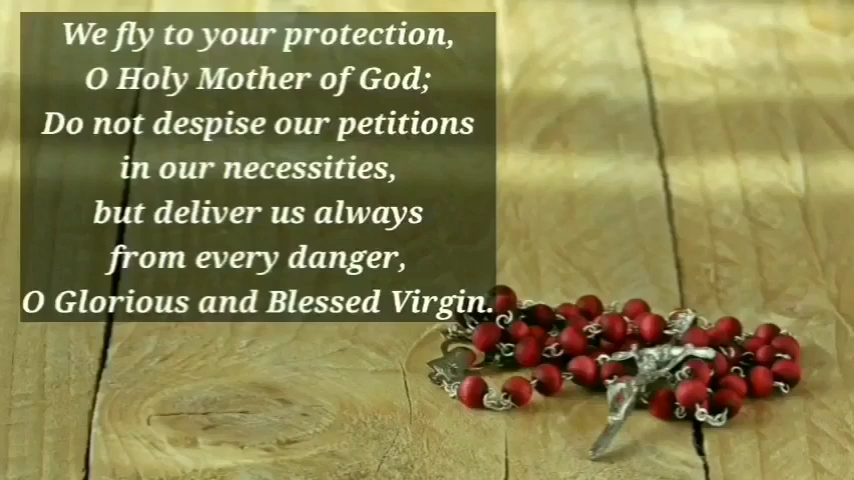 We fly to your protection,
O Holy Mother of God;
Do not despise our petitions
in our necessities,
but deliver us always
from every danger,
O Glorious and Blessed Virgin.